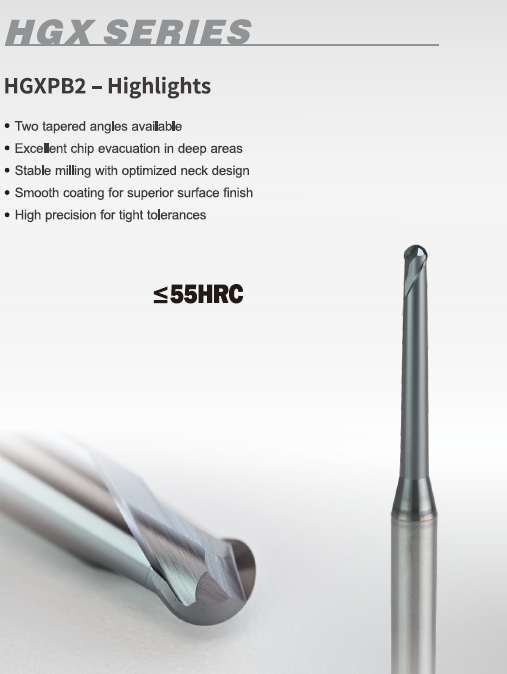 HGX SERIES
HGXPB2 – Highlights
• Two tapered angles available
• Excellent chip evacuation in deep areas
• Stable milling with optimized neck design
• Smooth coating for superior surface finish
• High precision for tight tolerances
≤55HRC